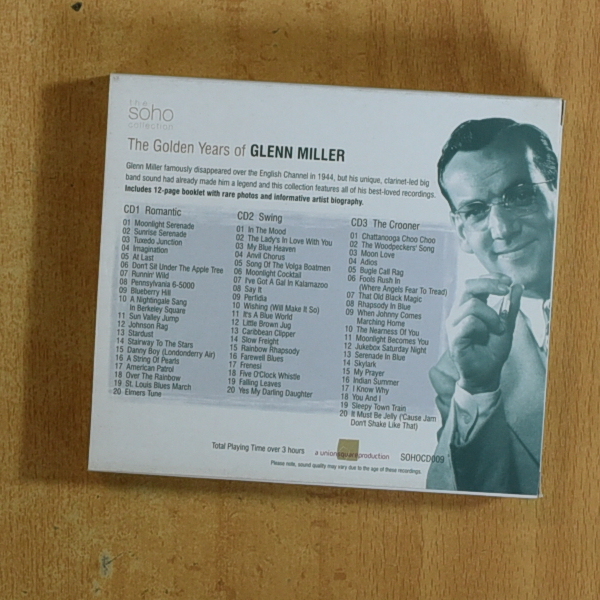 the
sōho
collection
The Golden Years of GLENN MILLER
Glenn Miller famously disappeared over the English Channel in 1944, but his unique, clarinet-led big
band sound had already made him a legend and this collection features all of his best-loved recordings.
Includes 12-page booklet with rare photos and informative artist biography.
CD1 Romantic
01 Moonlight Serenade
02 Sunrise Serenade
03 Tuxedo Junction
04 Imagination
05 At Last
06 Don't Sit Under The Apple Tree
07 Runnin' Wild
08 Pennsylvania 6-5000
09 Blueberry Hill
10 A Nightingale Sang
In Berkeley Square
11 Sun Valley Jump
12 Johnson Rag
13 Stardust
14 Stairway To The Stars
15 Danny Boy (Londonderry Air)
16 A String Of Pearls
17 American Patrol
18 Over The Rainbow
19 St. Louis Blues March
20 Elmers Tune
CD2 Swing
01 In The Mood
02 The Lady's In Love With You
03 My Blue Heaven
04 Anvil Chorus
05 Song Of The Volga Boatmen
06 Moonlight Cocktail
07 I've Got A Gal In Kalamazoo
08 Say It
09 Perfidia
10 Wishing (Will Make It So)
11 It's A Blue World
12 Little Brown Jug
13 Caribbean Clipper
14 Slow Freight
15 Rainbow Rhapsody
16 Farewell Blues
17 Frenesi
18 Five O'Clock Whistle
19 Falling Leaves
20 Yes My Darling Daughter
CD3 The Crooner
01 Chattanooga Choo Choo
02 The Woodpeckers' Song
03 Moon Love
04 Adios
05 Bugle Call Rag
06 Fools Rush In
(Where Angels Fear To Tread)
07 That Old Black Magic
08 Rhapsody In Blue
09 When Johnny Comes
Marching Home
10 The Nearness Of You
11 Moonlight Becomes You
12 Jukebox Saturday Night
13 Serenade In Blue
14 Skylark
15 My Prayer
16 Indian Summer
17 I Know Why
18 You And I
19 Sleepy Town Train
20 It Must Be Jelly ('Cause Jam
Don't Shake Like That)
Total Playing Time over 3 hours
a unionsquareproduction
SOHOCD009
Please note, sound quality may vary due to the age of these recordings.